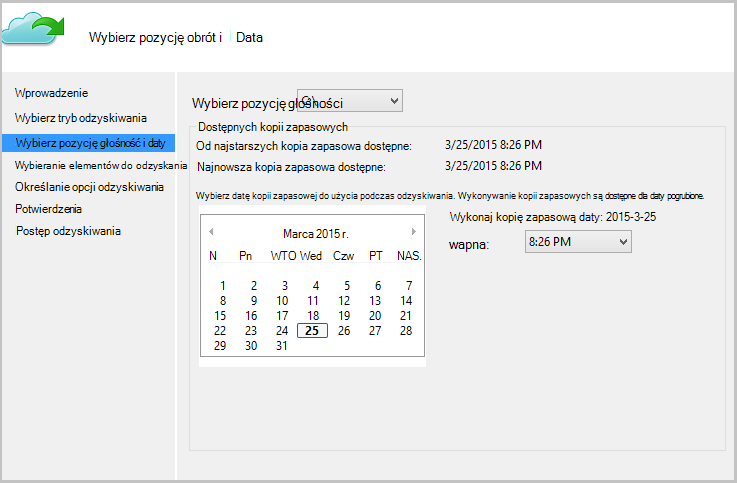 Wybierz pozycję obrót i Data
Wprowadzenie
Wybierz tryb odzyskiwania
Wybierz pozycję głośność i daty
Wybieranie elementów do odzyskania
Określanie opcji odzyskiwania
Potwierdzenia
Postęp odzyskiwania
Wybierz pozycję głośności
Dostępnych kopii zapasowych
Od najstarszych kopia zapasowa dostępne: 3/25/2015 8:26 PM
Najnowsza kopia zapasowa dostępne: 3/25/2015 8:26 PM
Wybierz datę kopii zapasowej do użycia podczas odzyskiwania. Wykonywanie kopii zapasowych są dostępne dla daty pogrubione.
Marca 2015 r.
N Pn WTO Wed Czw PT NAS.
1 2 3 4 5 6 7
8 9 10 11 12 13 14
15 16 17 18 19 20 21
22 23 24 25 26 27 28
29 30 31
Wykonaj kopię zapasową daty: 2015-3-25
wapna: 8:26 PM